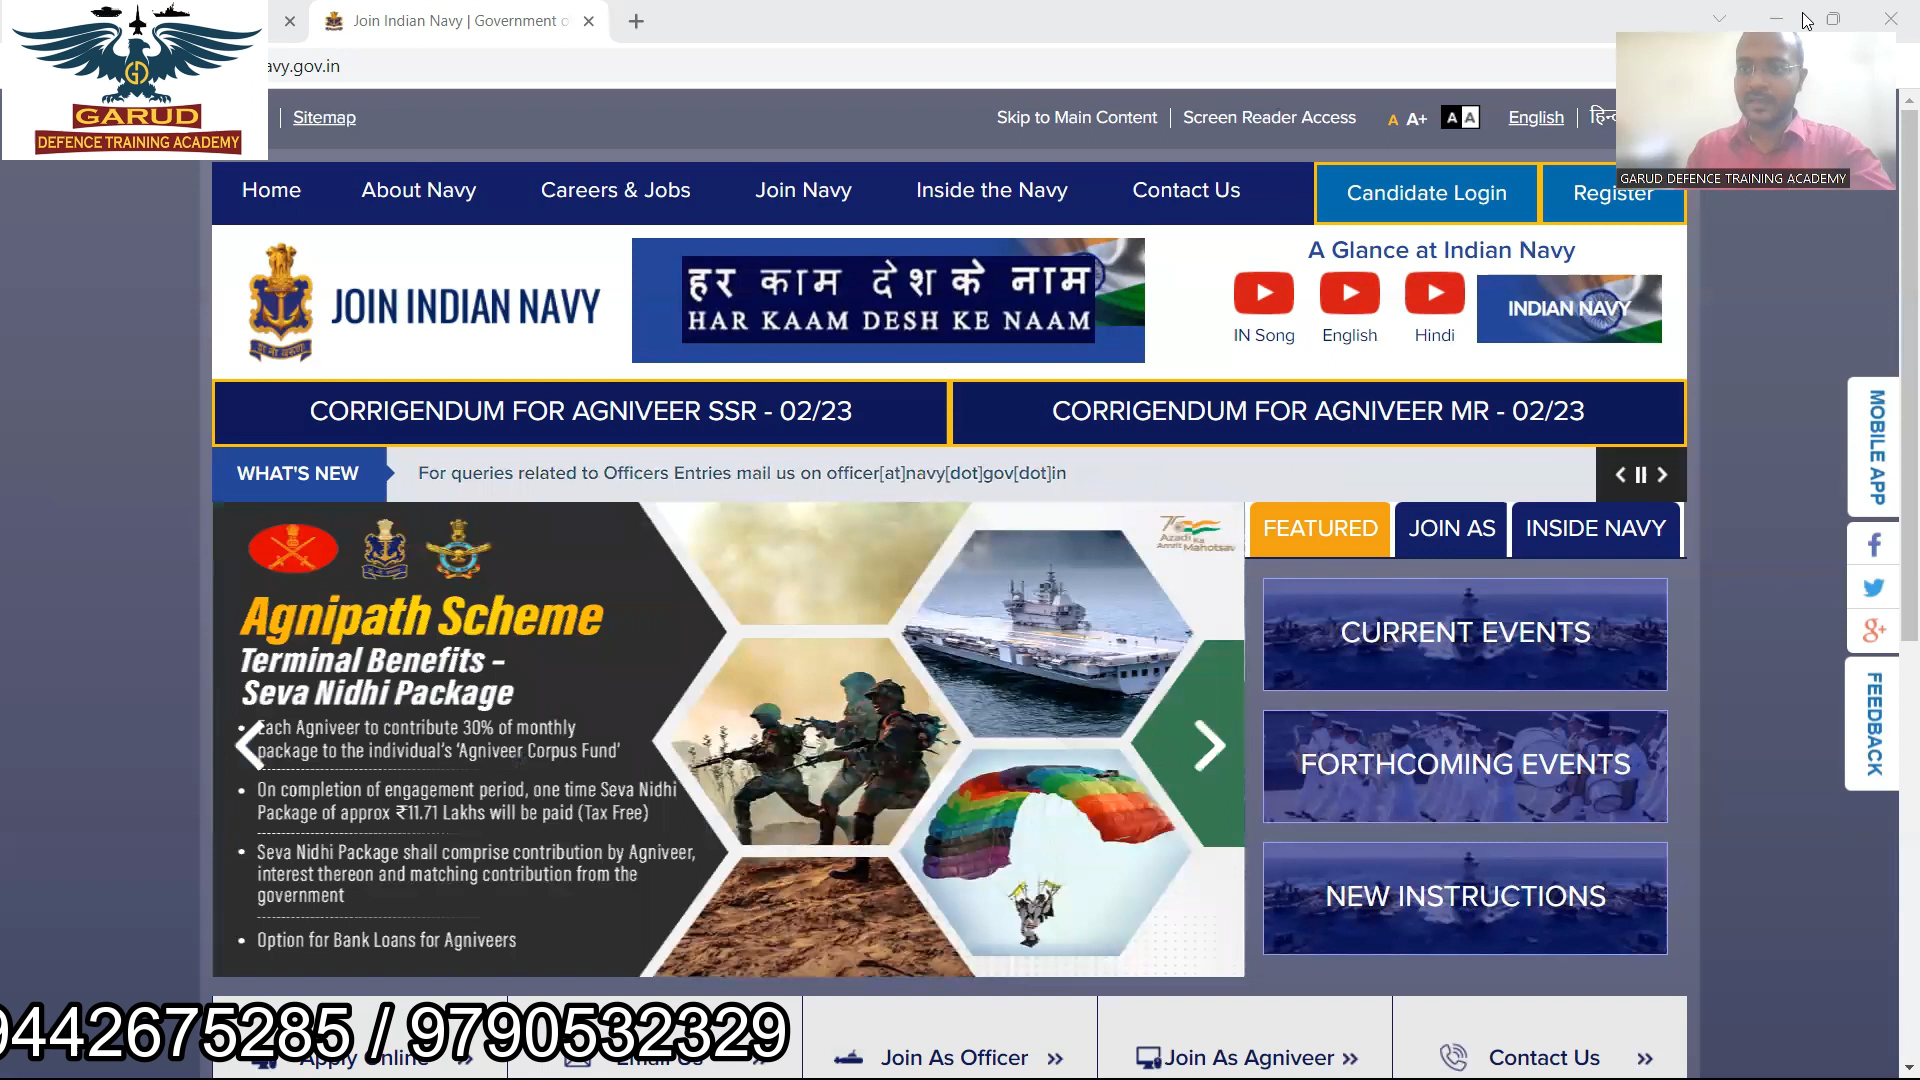 Join Indian Navy | Government
avy.gov.in
GARUD
DEFENCE TRAINING ACADEMY
Sitemap
Skip to Main Content
Screen Reader Access
A A+ A A
English
GARUD DEFENCE TRAINING ACADEMY
Home
About Navy
Careers & Jobs
Join Navy
Inside the Navy
Contact Us
Candidate Login
Register
JOIN INDIAN NAVY
हर काम देश के नाम
HAR KAAM DESH KE NAAM
A Glance at Indian Navy
IN Song
English
Hindi
INDIAN NAVY
CORRIGENDUM FOR AGNIVEER SSR - 02/23
CORRIGENDUM FOR AGNIVEER MR - 02/23
WHAT'S NEW
For queries related to Officers Entries mail us on officer[at]navy[dot]gov[dot]in
MOBILE APP
FEEDBACK
FEATURED
JOIN AS
INSIDE NAVY
CURRENT EVENTS
FORTHCOMING EVENTS
NEW INSTRUCTIONS
Azadi Ka
Amrit Mahotsav
Agnipath Scheme
Terminal Benefits -
Seva Nidhi Package
• Each Agniveer to contribute 30% of monthly
package to the individual's 'Agniveer Corpus Fund'
• On completion of engagement period, one time Seva Nidhi
Package of approx ₹11.71 Lakhs will be paid (Tax Free)
• Seva Nidhi Package shall comprise contribution by Agniveer,
interest thereon and matching contribution from the
government
• Option for Bank Loans for Agniveers
9442675285 / 9790532329
Apply Online
Email Us
Join As Officer
Join As Agniveer
Contact Us